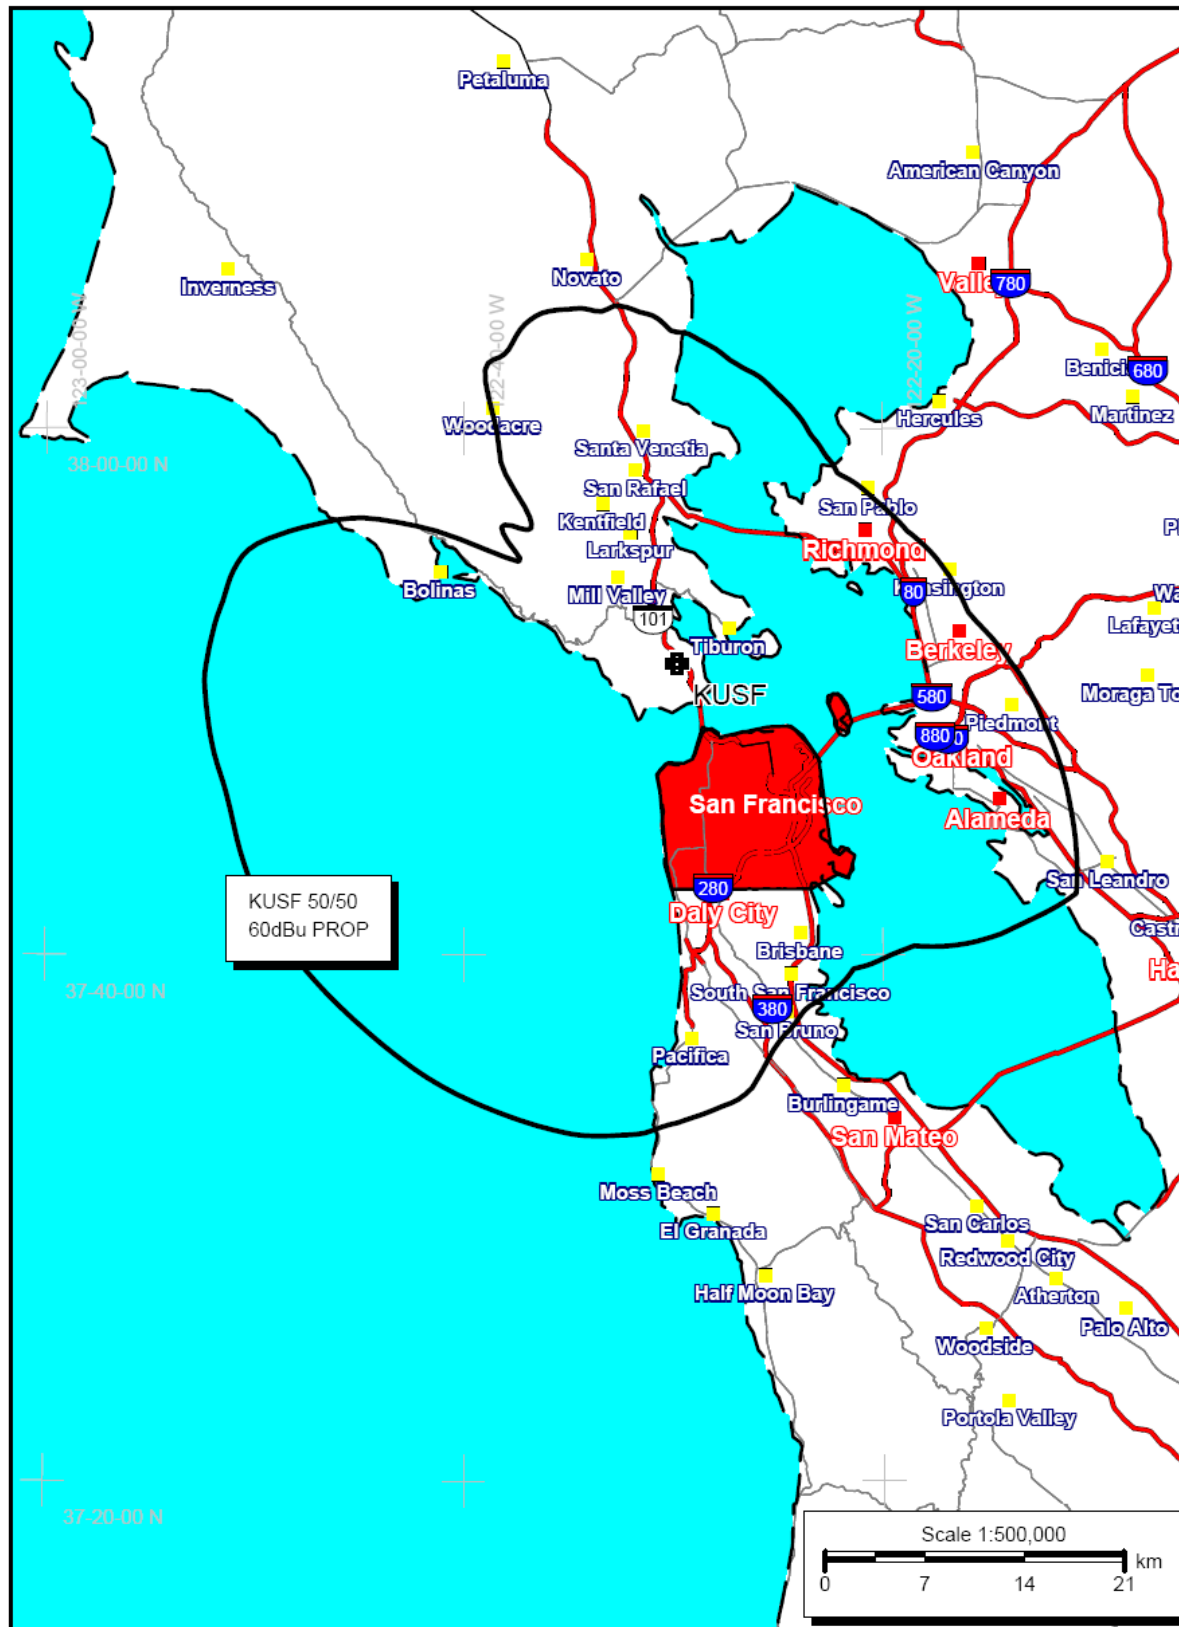 Petaluma
American Canyon
Novato
Inverness
780
123-00-00 W
122-40-00 W
122-20-00 W
680
Hercules
Martinez
Woodacre
Santa Venetia
38-00-00 N
San Rafael
San Pablo
Kentfield
Richmond
Larkspur
Bolinas
Mill Valley
80
101
Tiburon
Berkeley
Lafayet
KUSF
580
Moraga To
Piedmont
880
Oakland
San Francisco
Alameda
San Leandro
280
KUSF 50/50
60dBu PROP
Daly City
Castr
Brisbane
Ha
37-40-00 N
South San Francisco
380
San Bruno
Pacifica
Burlingame
San Mateo
Moss Beach
El Granada
San Carlos
Redwood City
Half Moon Bay
Atherton
Palo Alto
Woodside
Portola Valley
37-20-00 N
Scale 1:500,000
km
0 7 14 21